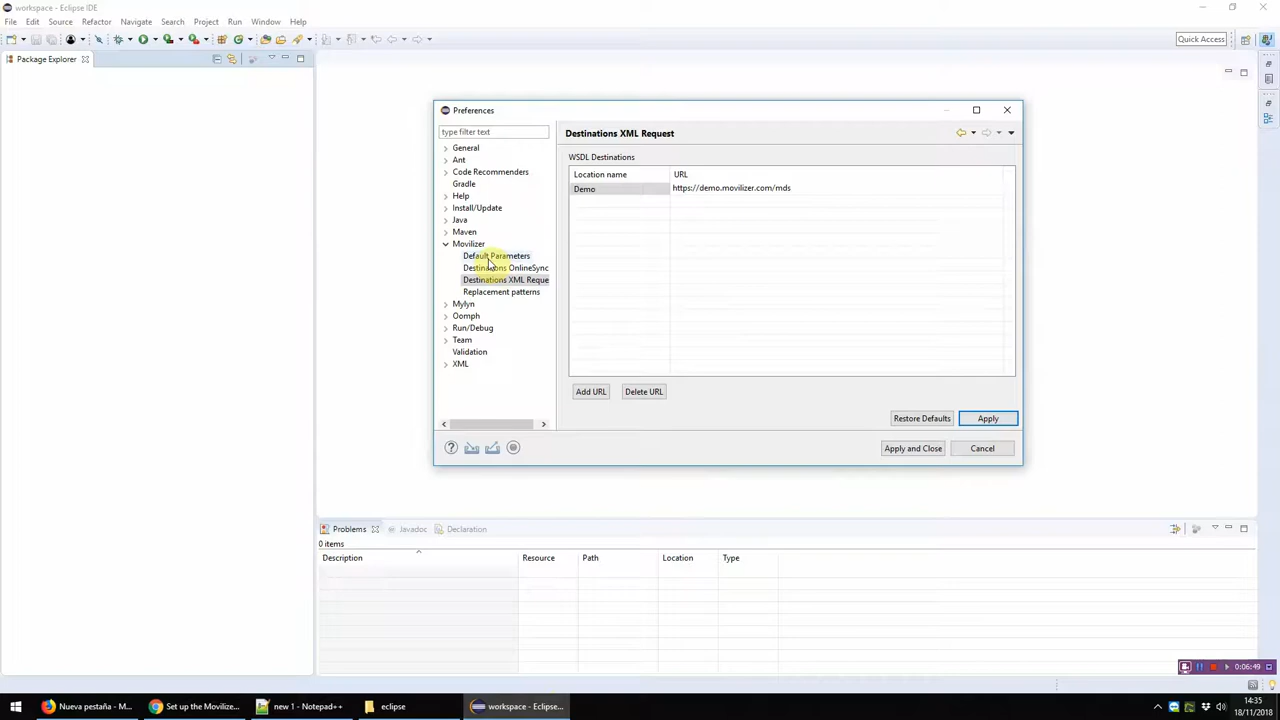 workspace - Eclipse IDE
File Edit Source Refactor Navigate Search Project Run Window Help
Quick Access
Package Explorer
Preferences
type filter text
Destinations XML Request
General
Ant
Code Recommenders
Gradle
Help
Install/Update
Java
Maven
Movilizer
Default Parameters
Destinations OnlineSync
Destinations XML Reque
Replacement patterns
Mylyn
Oomph
Run/Debug
Team
Validation
XML
WSDL Destinations
Location name URL
Demo https://demo.movilizer.com/mds
Add URL Delete URL
Restore Defaults Apply
Apply and Close Cancel
Problems Javadoc Declaration
0 items
Description Resource Path Location Type
0:06:49
Nueva pestaña - M... Set up the Movilize... new 1 - Notepad++ eclipse workspace - Eclipse...
14:35
18/11/2018